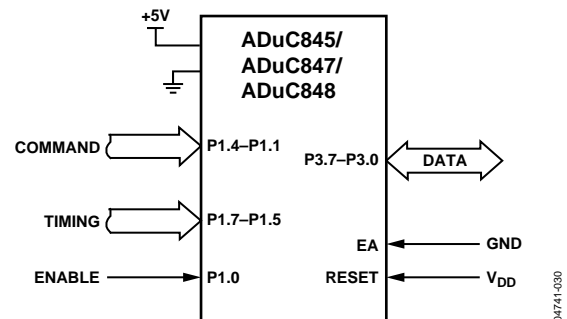 +5V
ADuC845/
ADuC847/
ADuC848
COMMAND
P1.4–P1.1
P3.7–P3.0
DATA
TIMING
P1.7–P1.5
EA
GND
ENABLE
P1.0
RESET
VDD
04741-030